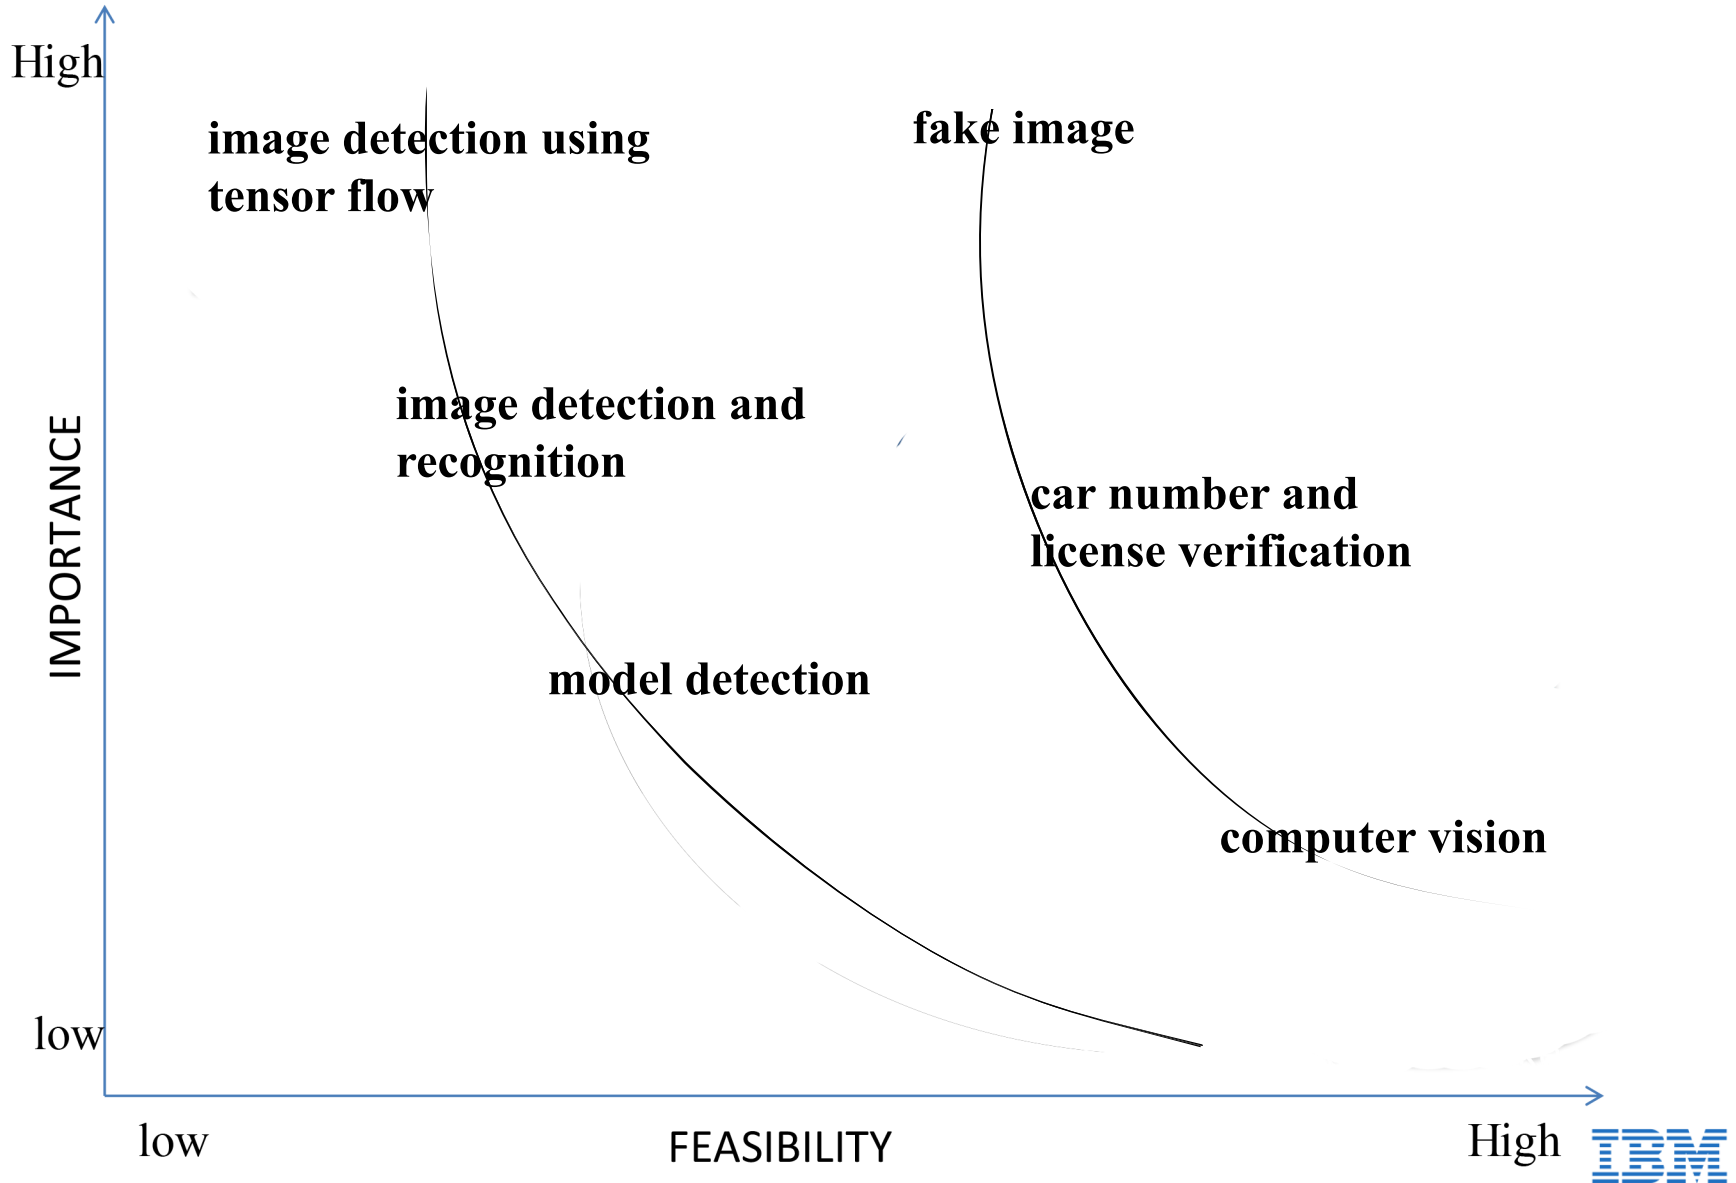 High
image detection using
tensor flow
fake image
image detection and
recognition
car number and
license verification
IMPORTANCE
model detection
computer vision
low
low
FEASIBILITY
High
IBM